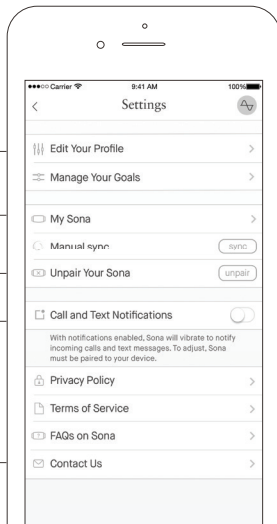 ●●●○○ Carrier 9:41 AM 100%
Settings
Edit Your Profile
Manage Your Goals
My Sona
Manual sync sync
Unpair Your Sona unpair
Call and Text Notifications
With notifications enabled, Sona will vibrate to notify
incoming calls and text messages. To adjust, Sona
must be paired to your device.
Privacy Policy
Terms of Service
FAQs on Sona
Contact Us